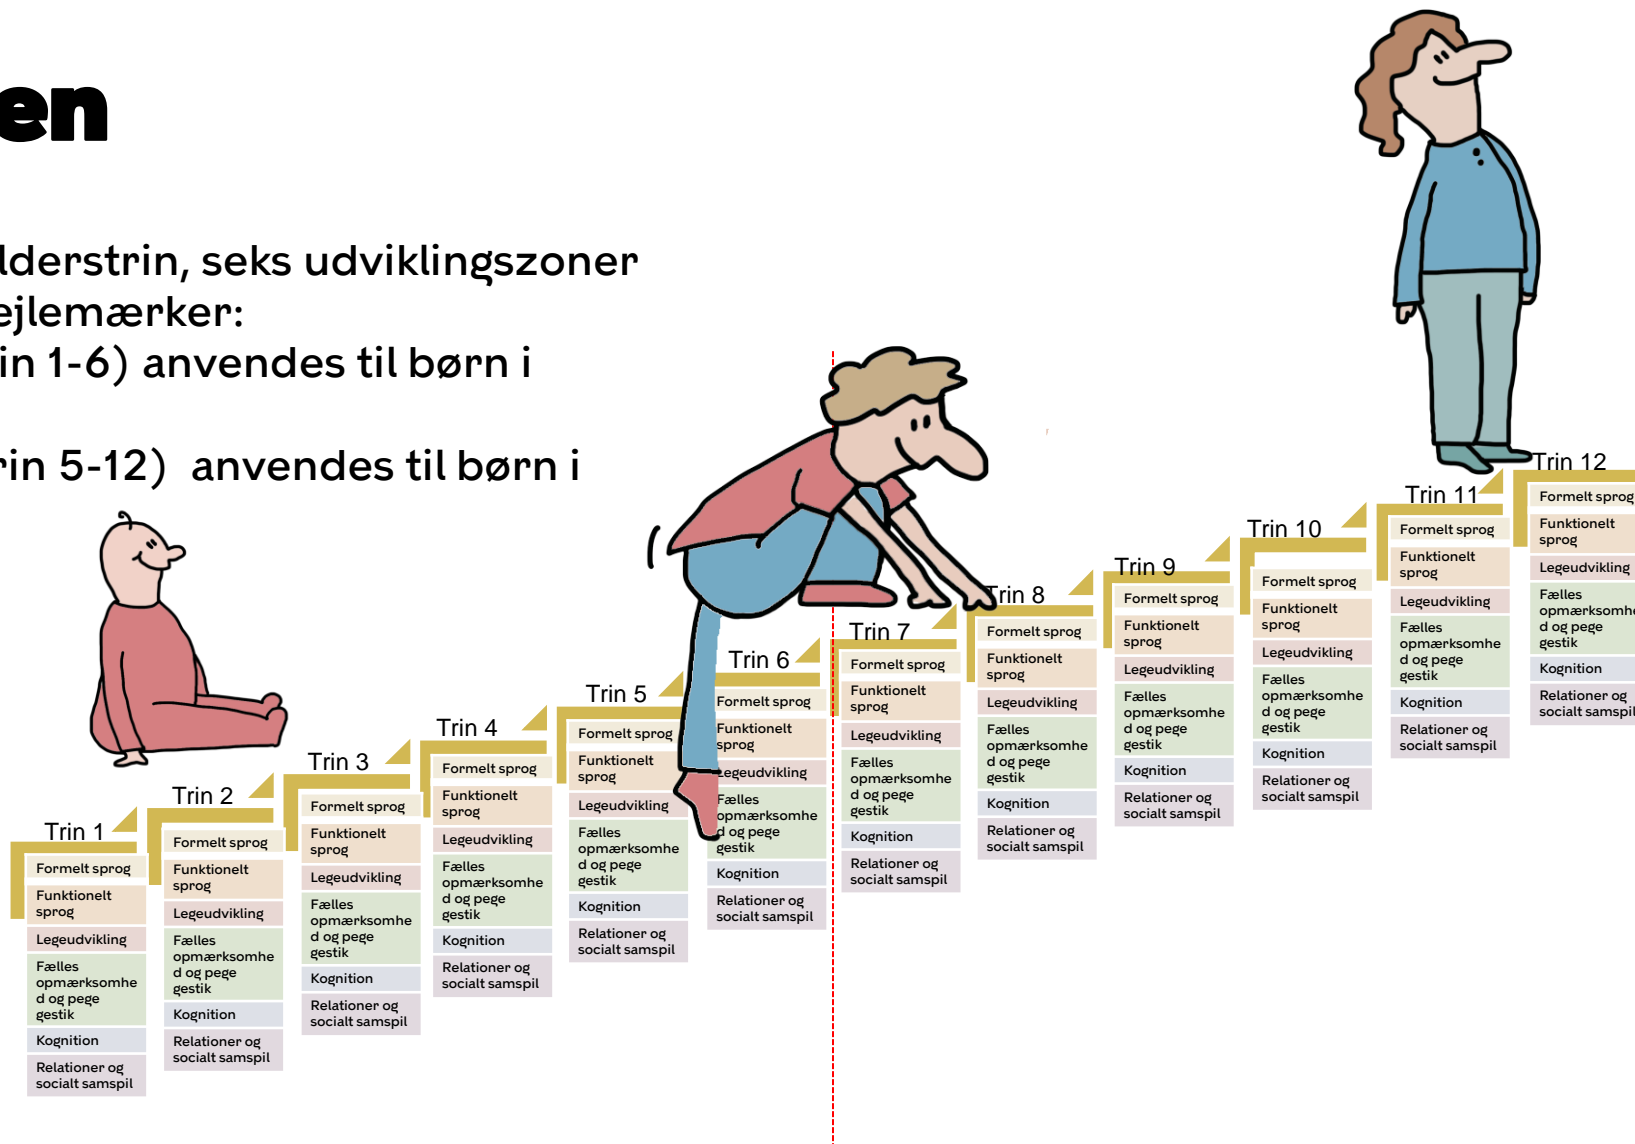 en
lderstrin, seks udviklingszoner
ejlemærker:
in 1-6) anvendes til børn i
rin 5-12) anvendes til børn i
Trin 1
Formelt sprog
Funktionelt
sprog
Legeudvikling
Fælles
opmærksomhe
d og pege
gestik
Kognition
Relationer og
socialt samspil
Trin 2
Formelt sprog
Funktionelt
sprog
Legeudvikling
Fælles
opmærksomhe
d og pege
gestik
Kognition
Relationer og
socialt samspil
Trin 3
Formelt sprog
Funktionelt
sprog
Legeudvikling
Fælles
opmærksomhe
d og pege
gestik
Kognition
Relationer og
socialt samspil
Trin 4
Formelt sprog
Funktionelt
sprog
Legeudvikling
Fælles
opmærksomhe
d og pege
gestik
Kognition
Relationer og
socialt samspil
Trin 5
Formelt sprog
Funktionelt
sprog
Legeudvikling
Fælles
opmærksomhe
d og pege
gestik
Kognition
Relationer og
socialt samspil
Trin 6
Formelt sprog
Funktionelt
sprog
Legeudvikling
Fælles
opmærksomhe
d og pege
gestik
Kognition
Relationer og
socialt samspil
Trin 7
Formelt sprog
Funktionelt
sprog
Legeudvikling
Fælles
opmærksomhe
d og pege
gestik
Kognition
Relationer og
socialt samspil
Trin 8
Formelt sprog
Funktionelt
sprog
Legeudvikling
Fælles
opmærksomhe
d og pege
gestik
Kognition
Relationer og
socialt samspil
Trin 9
Formelt sprog
Funktionelt
sprog
Legeudvikling
Fælles
opmærksomhe
d og pege
gestik
Kognition
Relationer og
socialt samspil
Trin 10
Formelt sprog
Funktionelt
sprog
Legeudvikling
Fælles
opmærksomhe
d og pege
gestik
Kognition
Relationer og
socialt samspil
Trin 11
Formelt sprog
Funktionelt
sprog
Legeudvikling
Fælles
opmærksomhe
d og pege
gestik
Kognition
Relationer og
socialt samspil
Trin 12
Formelt sprog
Funktionelt
sprog
Legeudvikling
Fælles
opmærksomhe
d og pege
gestik
Kognition
Relationer og
socialt samspil